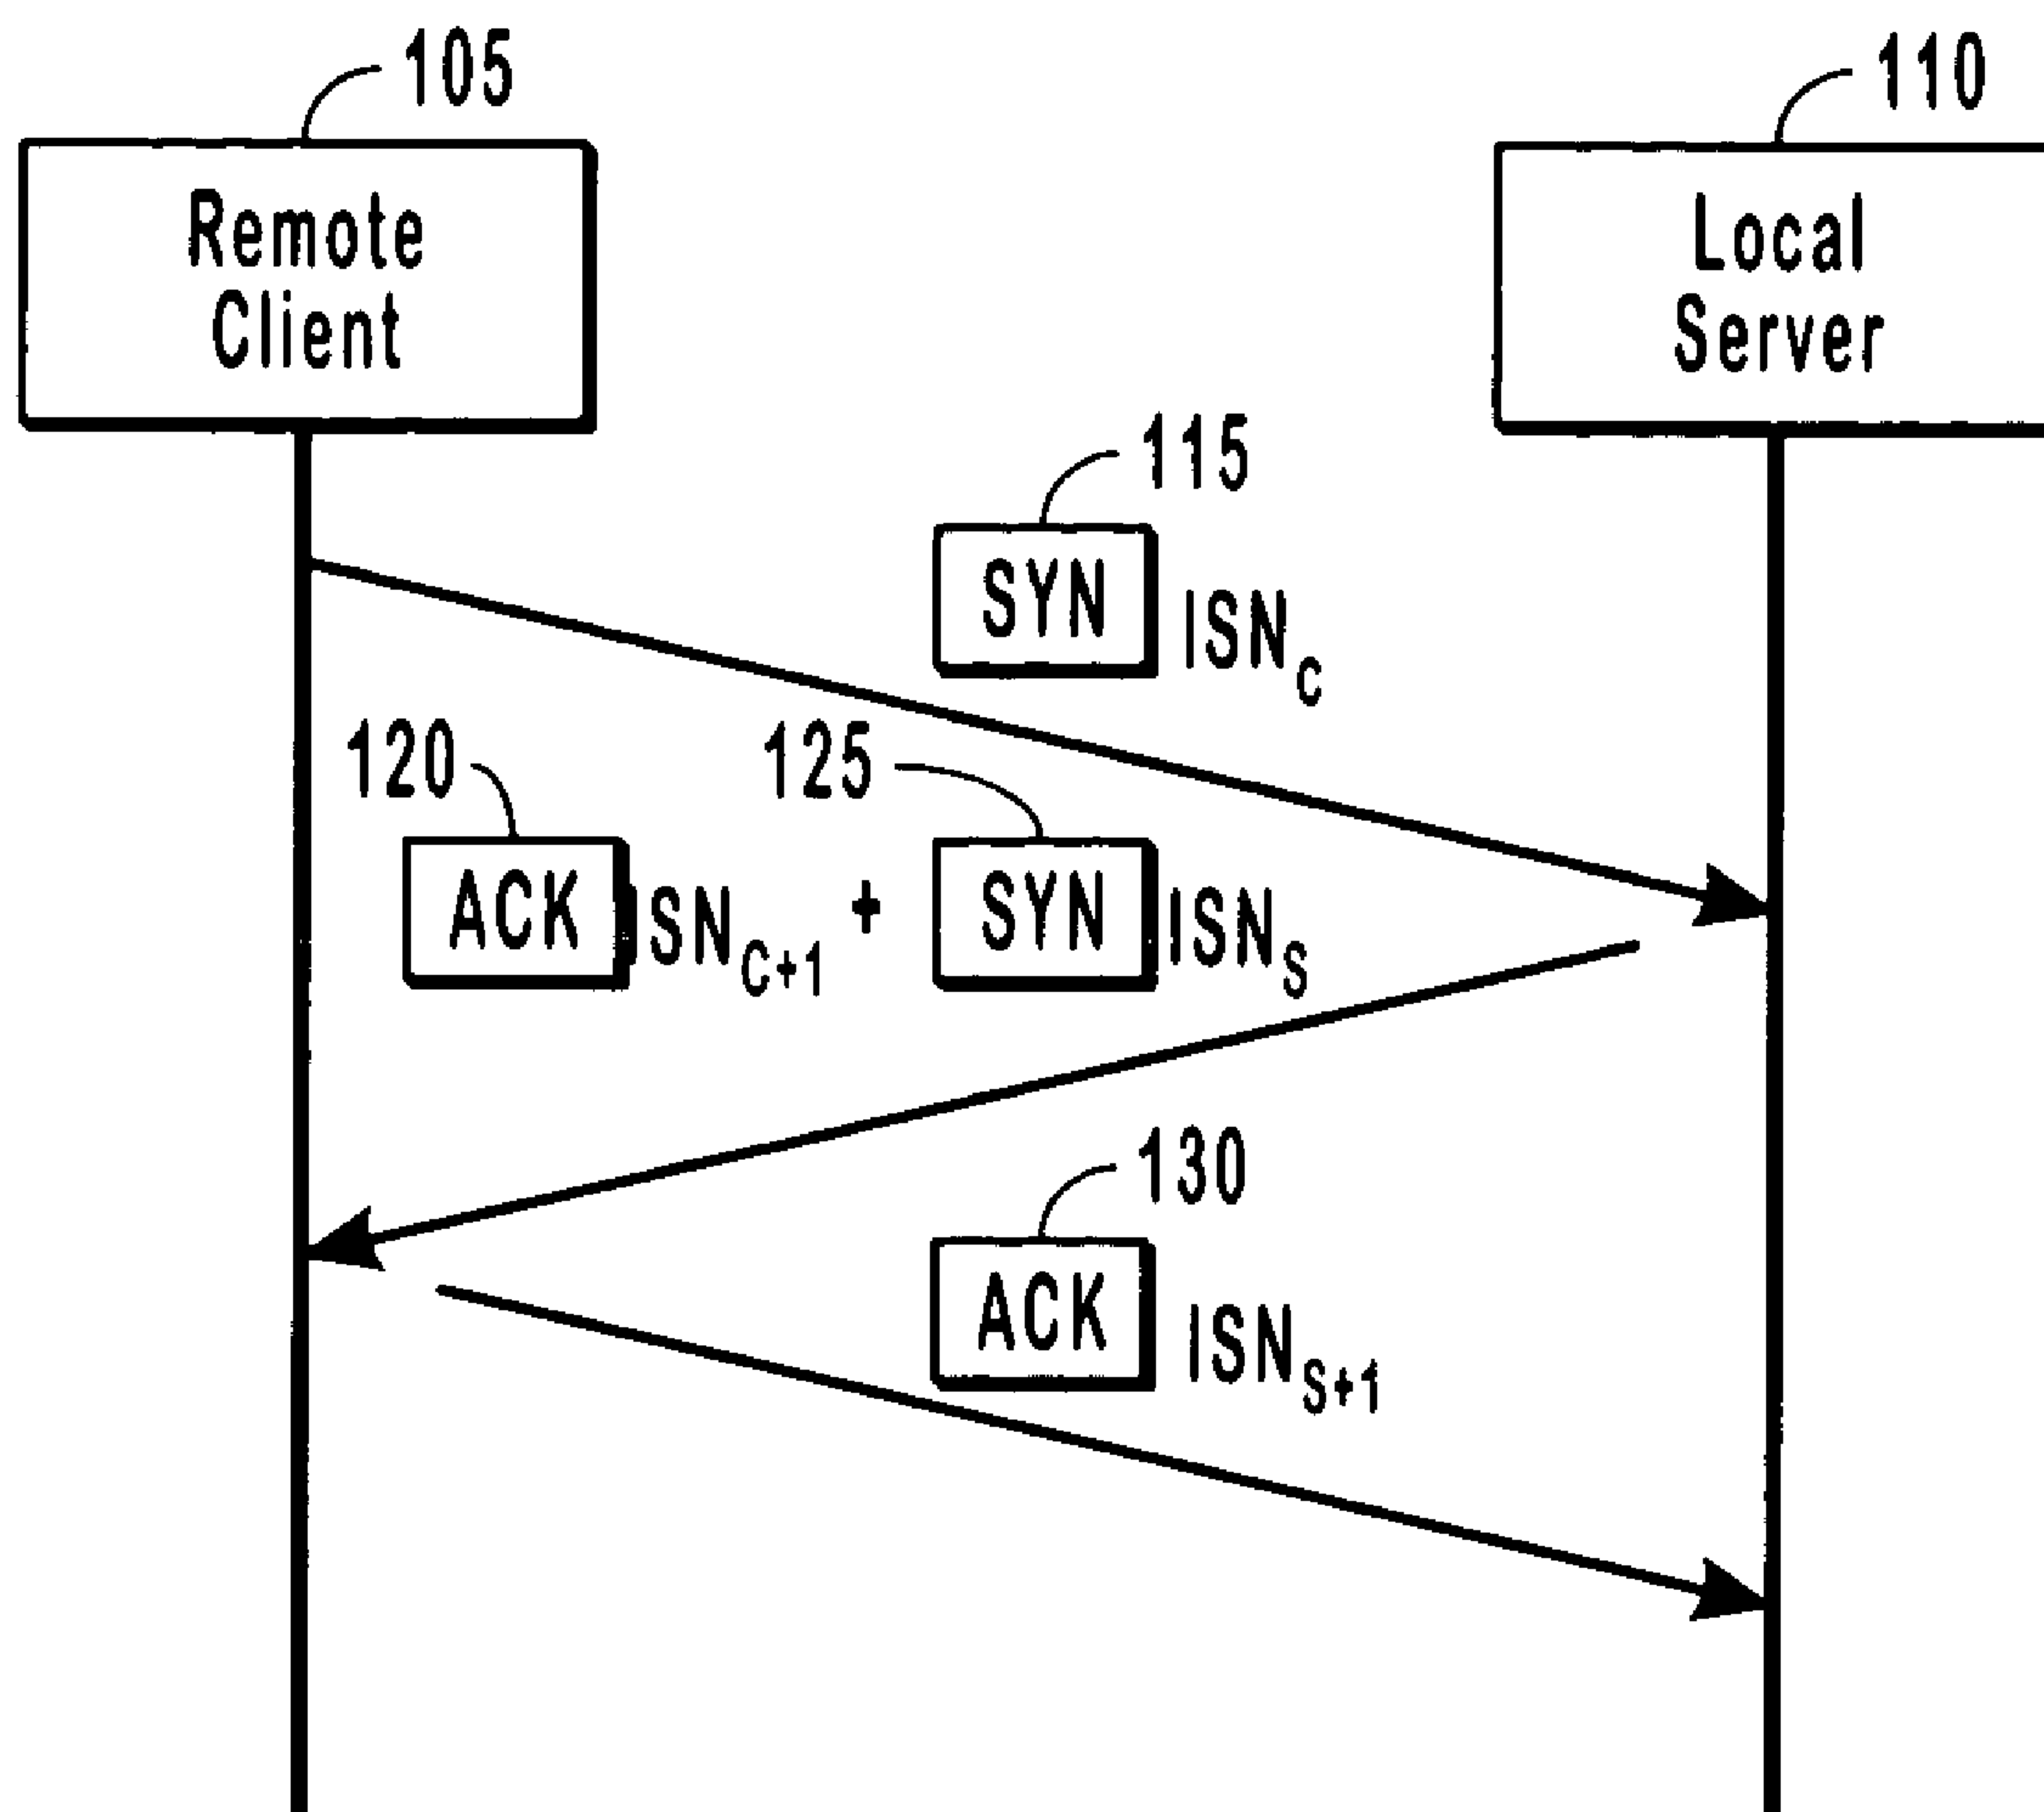 105
110
Remote
Client
Local
Server
115
SYN ISNC
120
125
ACK ISNC+1 + SYN ISNS
130
ACK ISNS+1